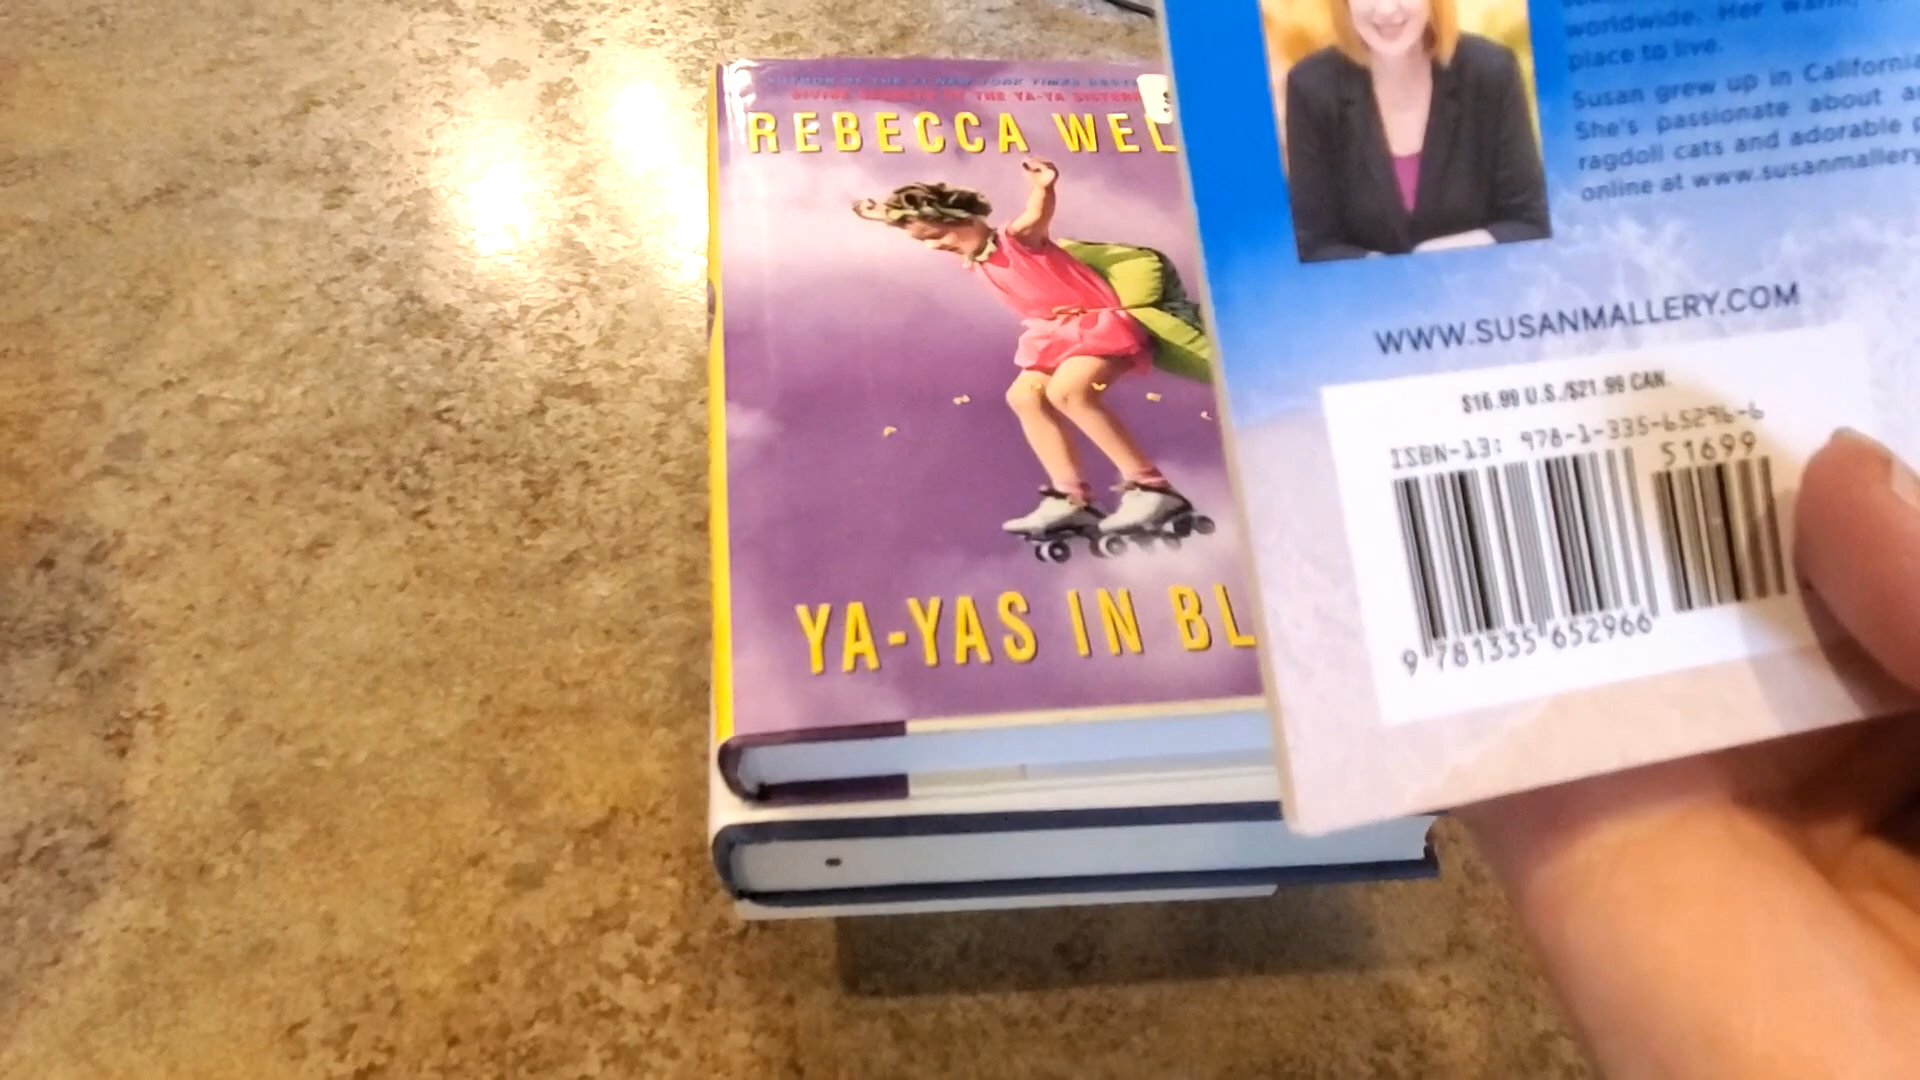 AUTHOR OF THE #1 NEW YORK TIMES
DIVINE SECRETS OF THE YA-YA
REBECCA WEL
YA-YAS IN BL
worldwide. Her warm,
place to live.
Susan grew up in California
She's passionate about
ragdoll cats and adorable
online at www.susanmallery
WWW.SUSANMALLERY.COM
$16.99 U.S./$21.99 CAN.
ISBN-13: 978-1-335-65296-6
51699
9 781335 652966